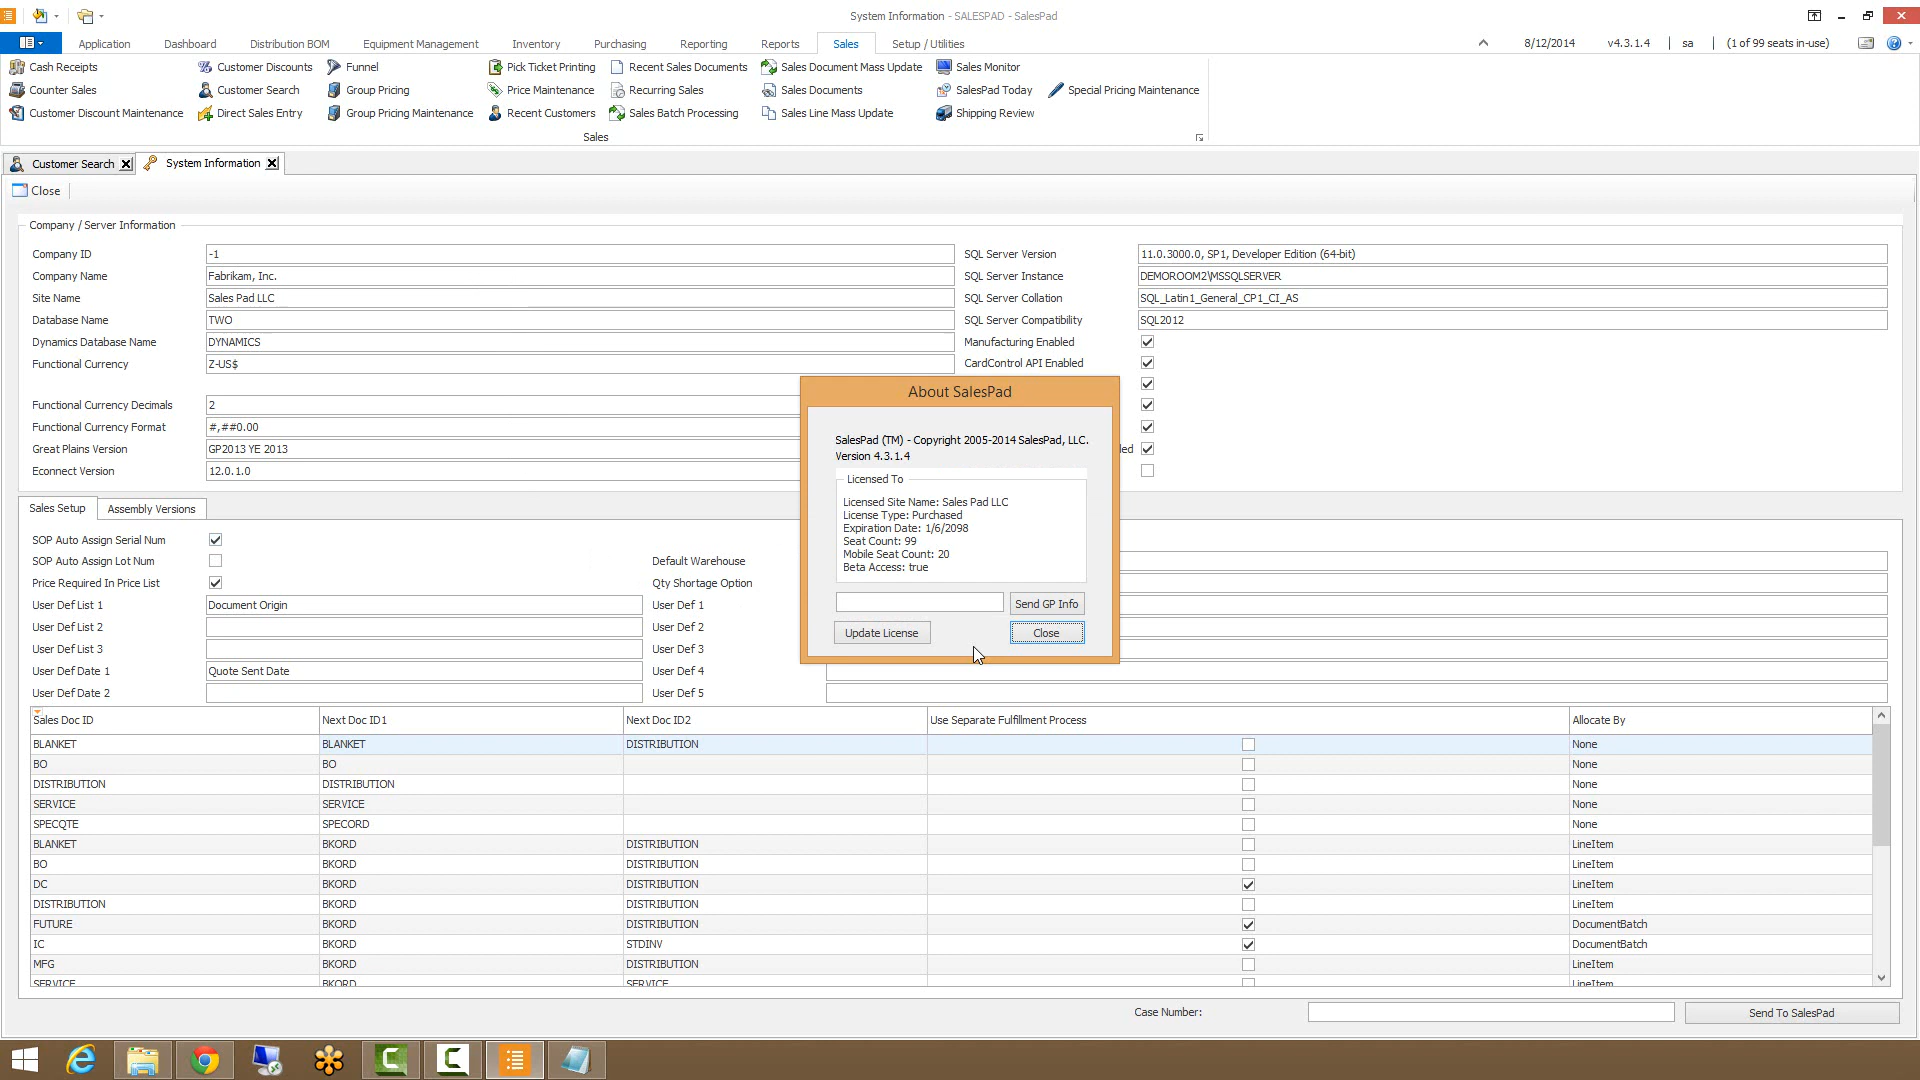 System Information - SALESPAD - SalesPad
Application Dashboard Distribution BOM Equipment Management Inventory Purchasing Reporting Reports Sales Setup / Utilities 8/12/2014 v4.3.1.4 sa (1 of 99 seats in-use)
Cash Receipts Customer Discounts Funnel Pick Ticket Printing Recent Sales Documents Sales Document Mass Update Sales Monitor
Counter Sales Customer Search Group Pricing Price Maintenance Recurring Sales Sales Documents SalesPad Today Special Pricing Maintenance
Customer Discount Maintenance Direct Sales Entry Group Pricing Maintenance Recent Customers Sales Batch Processing Sales Line Mass Update Shipping Review
Sales
Customer Search System Information
Close
Company / Server Information
Company ID -1 SQL Server Version 11.0.3000.0, SP1, Developer Edition (64-bit)
Company Name Fabrikam, Inc. SQL Server Instance DEMOROOM2\MSSQLSERVER
Site Name Sales Pad LLC SQL Server Collation SQL_Latin1_General_CP1_CI_AS
Database Name TWO SQL Server Compatibility SQL2012
Dynamics Database Name DYNAMICS Manufacturing Enabled
Functional Currency Z-US$ CardControl API Enabled
Functional Currency Decimals 2
Functional Currency Format #,##0.00
Great Plains Version GP2013 YE 2013 led
Econnect Version 12.0.1.0
About SalesPad
SalesPad (TM) - Copyright 2005-2014 SalesPad, LLC.
Version 4.3.1.4
Licensed To
Licensed Site Name: Sales Pad LLC
License Type: Purchased
Expiration Date: 1/6/2098
Seat Count: 99
Mobile Seat Count: 20
Beta Access: true
Send GP Info
Update License Close
Sales Setup Assembly Versions
SOP Auto Assign Serial Num
SOP Auto Assign Lot Num Default Warehouse
Price Required In Price List Qty Shortage Option
User Def List 1 Document Origin User Def 1
User Def List 2 User Def 2
User Def List 3 User Def 3
User Def Date 1 Quote Sent Date User Def 4
User Def Date 2 User Def 5
Sales Doc ID Next Doc ID1 Next Doc ID2 Use Separate Fulfillment Process Allocate By
BLANKET BLANKET DISTRIBUTION None
BO BO None
DISTRIBUTION DISTRIBUTION None
SERVICE SERVICE None
SPECQTE SPECORD None
BLANKET BKORD DISTRIBUTION LineItem
BO BKORD DISTRIBUTION LineItem
DC BKORD DISTRIBUTION LineItem
DISTRIBUTION BKORD DISTRIBUTION LineItem
FUTURE BKORD DISTRIBUTION DocumentBatch
IC BKORD STDINV DocumentBatch
MFG BKORD DISTRIBUTION LineItem
SERVICE BKORD SERVICE LineItem
Case Number: Send To SalesPad